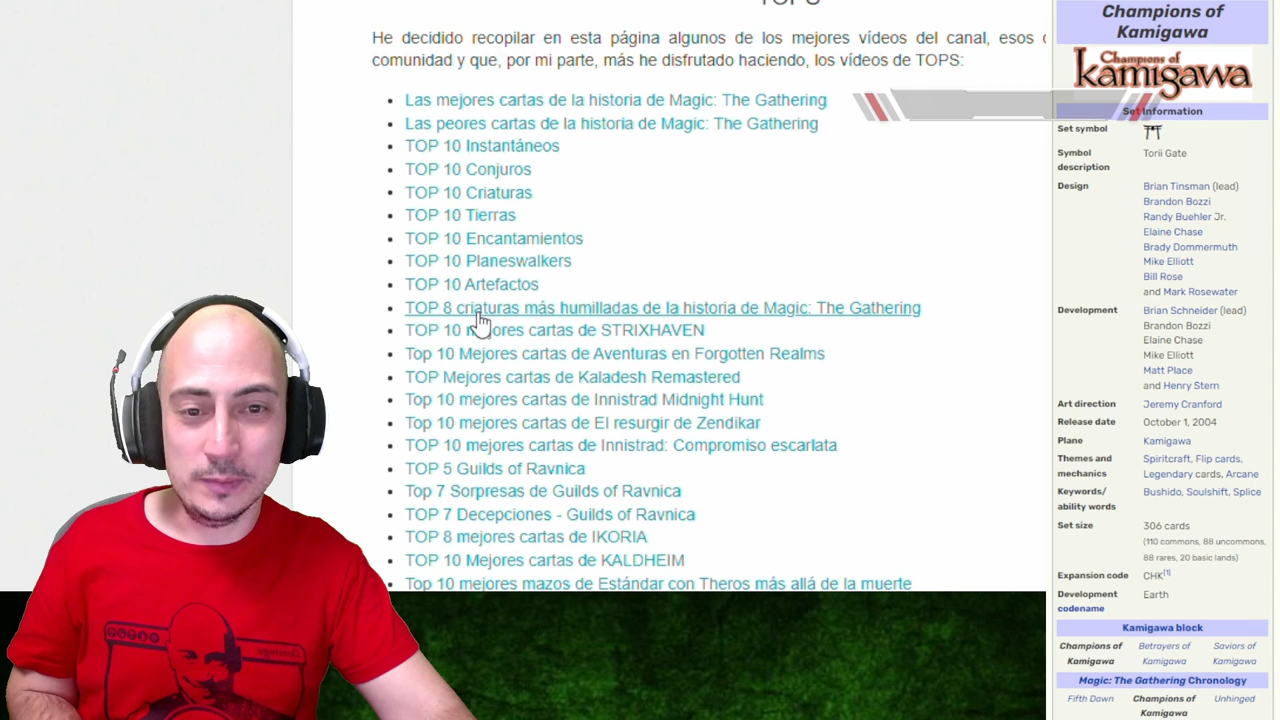 He decidido recopilar en esta página algunos de los mejores vídeos del canal, esos
comunidad y que, por mi parte, más he disfrutado haciendo, los vídeos de TOPS:
Las mejores cartas de la historia de Magic: The Gathering
Las peores cartas de la historia de Magic: The Gathering
TOP 10 Instantáneos
TOP 10 Conjuros
TOP 10 Criaturas
TOP 10 Tierras
TOP 10 Encantamientos
TOP 10 Planeswalkers
TOP 10 Artefactos
TOP 8 criaturas más humilladas de la historia de Magic: The Gathering
TOP 10 mejores cartas de STRIXHAVEN
Top 10 Mejores cartas de Aventuras en Forgotten Realms
TOP Mejores cartas de Kaladesh Remastered
Top 10 mejores cartas de Innistrad Midnight Hunt
Top 10 mejores cartas de El resurgir de Zendikar
TOP 10 mejores cartas de Innistrad: Compromiso escarlata
TOP 5 Guilds of Ravnica
Top 7 Sorpresas de Guilds of Ravnica
TOP 7 Decepciones - Guilds of Ravnica
TOP 8 mejores cartas de IKORIA
TOP 10 Mejores cartas de KALDHEIM
Top 10 mejores mazos de Estándar con Theros más allá de la muerte
Champions of
Kamigawa
Champions of
Kamigawa
Set Information
Set symbol
Symbol description Torii Gate
Design Brian Tinsman (lead)
Brandon Bozzi
Randy Buehler Jr.
Elaine Chase
Brady Dommermuth
Mike Elliott
Bill Rose
and Mark Rosewater
Development Brian Schneider (lead)
Brandon Bozzi
Elaine Chase
Mike Elliott
Matt Place
and Henry Stern
Art direction Jeremy Cranford
Release date October 1, 2004
Plane Kamigawa
Themes and Spiritcraft, Flip cards,
mechanics Legendary cards, Arcane
Keywords/ Bushido, Soulshift, Splice
ability words
Set size 306 cards
(110 commons, 88 uncommons,
88 rares, 20 basic lands)
Expansion code CHK[1]
Development Earth
codename
Kamigawa block
Champions of Kamigawa Betrayers of Kamigawa Saviors of Kamigawa
Magic: The Gathering Chronology
Fifth Dawn Champions of Kamigawa Unhinged